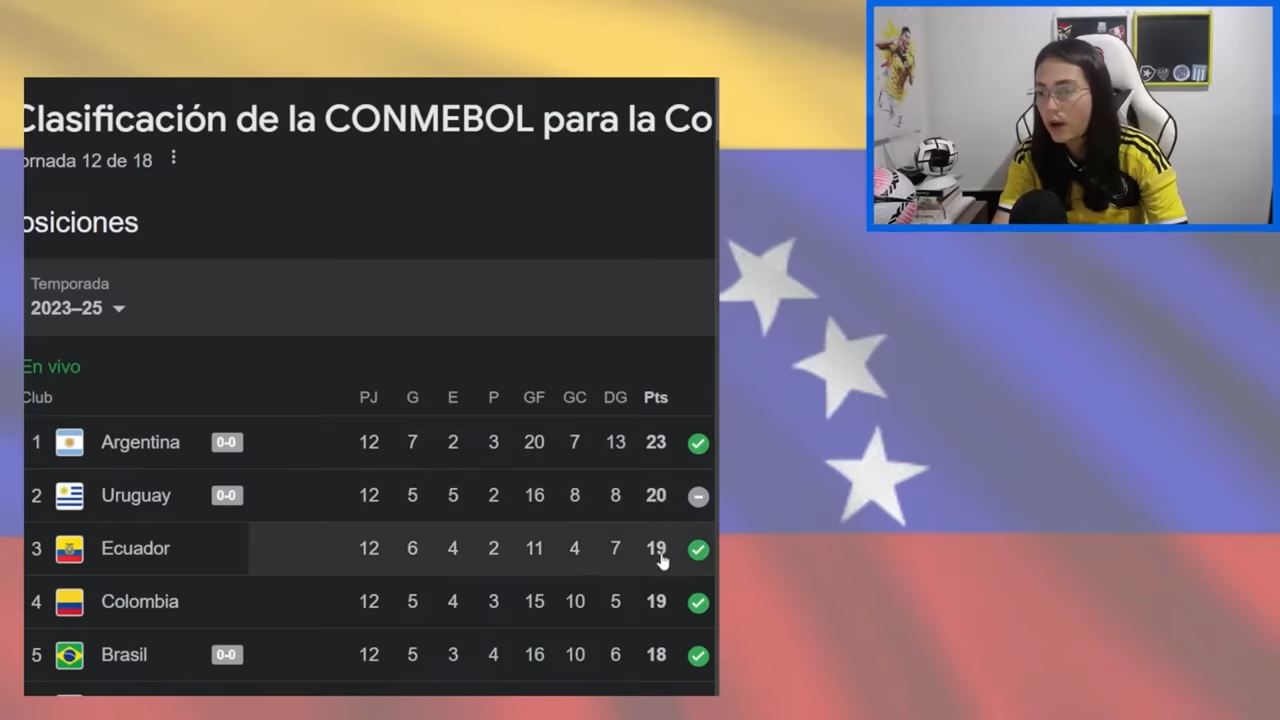 Clasificación de la CONMEBOL para la Co
ornada 12 de 18
osiciones
Temporada
2023–25
En vivo
Club PJ G E P GF GC DG Pts
1 Argentina 0-0 12 7 2 3 20 7 13 23
2 Uruguay 0-0 12 5 5 2 16 8 8 20
3 Ecuador 12 6 4 2 11 4 7 19
4 Colombia 12 5 4 3 15 10 5 19
5 Brasil 0-0 12 5 3 4 16 10 6 18